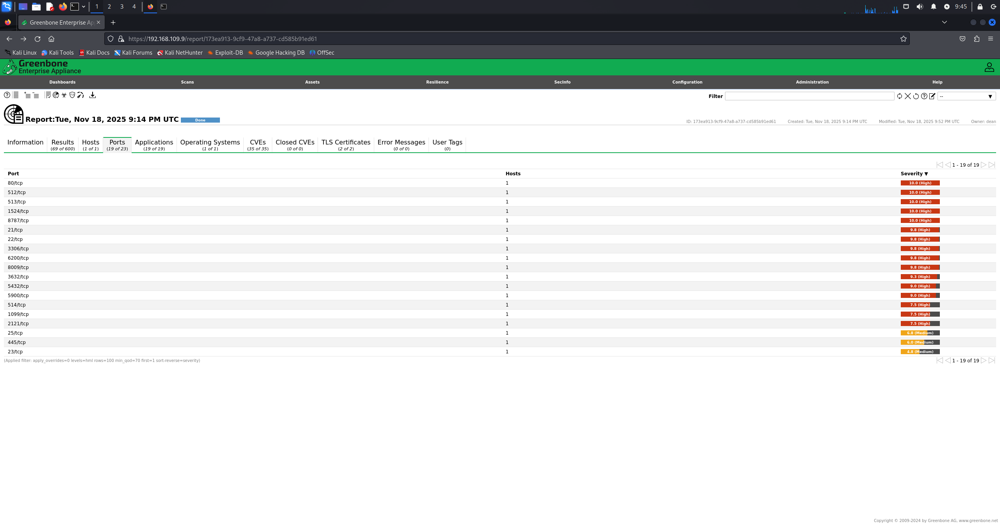 1 2 3 4 9:45
Greenbone Enterprise Ap
https://192.168.109.9/report/173ea913-9cf9-47a8-a737-cd585b91ed61
Kali Linux Kali Tools Kali Docs Kali Forums Kali NetHunter Exploit-DB Google Hacking DB OffSec
Greenbone
Enterprise Appliance
Dashboards Scans Assets Resilience SecInfo Configuration Administration Help
Filter --
Report:Tue, Nov 18, 2025 9:14 PM UTC Done ID: 173ea913-9cf9-47a8-a737-cd585b91ed61 Created: Tue, Nov 18, 2025 9:14 PM UTC Modified: Tue, Nov 18, 2025 9:52 PM UTC Owner: dean
Information Results Hosts Ports Applications Operating Systems CVEs Closed CVEs TLS Certificates Error Messages User Tags
(69 of 600) (1 of 1) (19 of 23) (19 of 19) (1 of 1) (35 of 35) (0 of 0) (2 of 2) (0 of 0) (0)
1 - 19 of 19
Port Hosts Severity ▼
80/tcp 1 10.0 (High)
512/tcp 1 10.0 (High)
513/tcp 1 10.0 (High)
1524/tcp 1 10.0 (High)
8787/tcp 1 10.0 (High)
21/tcp 1 9.8 (High)
22/tcp 1 9.8 (High)
3306/tcp 1 9.8 (High)
6200/tcp 1 9.8 (High)
8009/tcp 1 9.8 (High)
3632/tcp 1 9.3 (High)
5432/tcp 1 9.0 (High)
5900/tcp 1 9.0 (High)
514/tcp 1 7.5 (High)
1099/tcp 1 7.5 (High)
2121/tcp 1 7.5 (High)
25/tcp 1 6.8 (Medium)
445/tcp 1 6.0 (Medium)
23/tcp 1 4.8 (Medium)
(Applied filter: apply_overrides=0 levels=hml rows=100 min_qod=70 first=1 sort-reverse=severity) 1 - 19 of 19
Copyright © 2009-2024 by Greenbone AG, www.greenbone.net